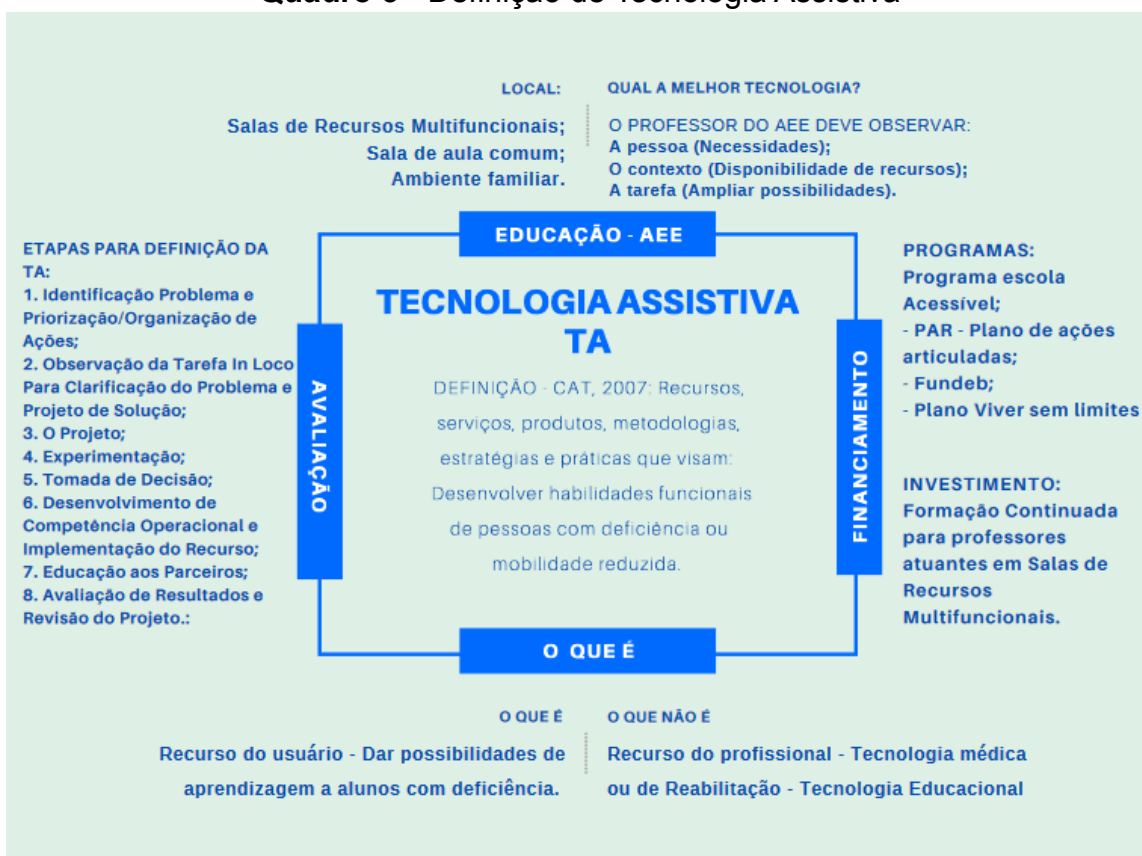 LOCAL:
Salas de Recursos Multifuncionais;
Sala de aula comum;
Ambiente familiar.
QUAL A MELHOR TECNOLOGIA?
O PROFESSOR DO AEE DEVE OBSERVAR:
A pessoa (Necessidades);
O contexto (Disponibilidade de recursos);
A tarefa (Ampliar possibilidades).
EDUCAÇÃO - AEE
ETAPAS PARA DEFINIÇÃO DA
TA:
1. Identificação Problema e
Priorização/Organização de
Ações;
2. Observação da Tarefa In Loco
Para Clarificação do Problema e
Projeto de Solução;
3. O Projeto;
4. Experimentação;
5. Tomada de Decisão;
6. Desenvolvimento de
Competência Operacional e
Implementação do Recurso;
7. Educação aos Parceiros;
8. Avaliação de Resultados e
Revisão do Projeto.:
AVALIAÇÃO
TECNOLOGIA ASSISTIVA
TA
DEFINIÇÃO - CAT, 2007: Recursos,
serviços, produtos, metodologias,
estratégias e práticas que visam:
Desenvolver habilidades funcionais
de pessoas com deficiência ou
mobilidade reduzida.
FINANCIAMENTO
PROGRAMAS:
Programa escola
Acessível;
- PAR - Plano de ações
articuladas;
- Fundeb;
- Plano Viver sem limites
INVESTIMENTO:
Formação Continuada
para professores
atuantes em Salas de
Recursos
Multifuncionais.
O QUE É
O QUE É
Recurso do usuário - Dar possibilidades de
aprendizagem a alunos com deficiência.
O QUE NÃO É
Recurso do profissional - Tecnologia médica
ou de Reabilitação - Tecnologia Educacional